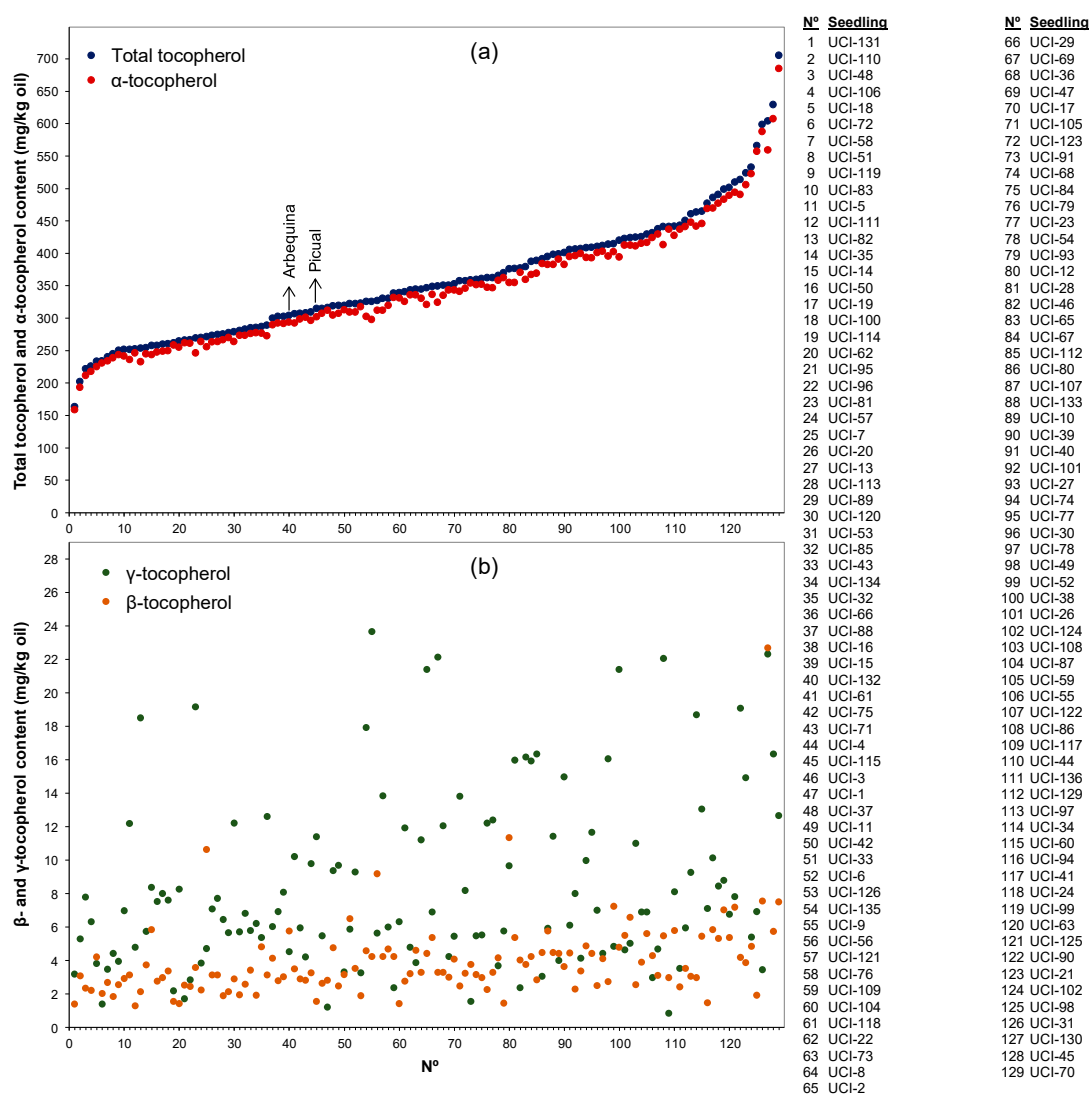 (a)
Total tocopherol
α-tocopherol
Total tocopherol and α-tocopherol content (mg/kg oil)
700
650
600
550
500
450
400
350
300
250
200
150
100
50
0
Arbequina
Picual
0 10 20 30 40 50 60 70 80 90 100 110 120
(b)
γ-tocopherol
β-tocopherol
β- and γ-tocopherol content (mg/kg oil)
28
26
24
22
20
18
16
14
12
10
8
6
4
2
0
0 10 20 30 40 50 60 70 80 90 100 110 120
Nº
Nº Seedling
1 UCI-131
2 UCI-110
3 UCI-48
4 UCI-106
5 UCI-18
6 UCI-72
7 UCI-58
8 UCI-51
9 UCI-119
10 UCI-83
11 UCI-5
12 UCI-111
13 UCI-82
14 UCI-35
15 UCI-14
16 UCI-50
17 UCI-19
18 UCI-100
19 UCI-114
20 UCI-62
21 UCI-95
22 UCI-96
23 UCI-81
24 UCI-57
25 UCI-7
26 UCI-20
27 UCI-13
28 UCI-113
29 UCI-89
30 UCI-120
31 UCI-53
32 UCI-85
33 UCI-43
34 UCI-134
35 UCI-32
36 UCI-66
37 UCI-88
38 UCI-16
39 UCI-15
40 UCI-132
41 UCI-61
42 UCI-75
43 UCI-71
44 UCI-4
45 UCI-115
46 UCI-3
47 UCI-1
48 UCI-37
49 UCI-11
50 UCI-42
51 UCI-33
52 UCI-6
53 UCI-126
54 UCI-135
55 UCI-9
56 UCI-56
57 UCI-121
58 UCI-76
59 UCI-109
60 UCI-104
61 UCI-118
62 UCI-22
63 UCI-73
64 UCI-8
65 UCI-2
Nº Seedling
66 UCI-29
67 UCI-69
68 UCI-36
69 UCI-47
70 UCI-17
71 UCI-105
72 UCI-123
73 UCI-91
74 UCI-68
75 UCI-84
76 UCI-79
77 UCI-23
78 UCI-54
79 UCI-93
80 UCI-12
81 UCI-28
82 UCI-46
83 UCI-65
84 UCI-67
85 UCI-112
86 UCI-80
87 UCI-107
88 UCI-133
89 UCI-10
90 UCI-39
91 UCI-40
92 UCI-101
93 UCI-27
94 UCI-74
95 UCI-77
96 UCI-30
97 UCI-78
98 UCI-49
99 UCI-52
100 UCI-38
101 UCI-26
102 UCI-124
103 UCI-108
104 UCI-87
105 UCI-59
106 UCI-55
107 UCI-122
108 UCI-86
109 UCI-117
110 UCI-44
111 UCI-136
112 UCI-129
113 UCI-97
114 UCI-34
115 UCI-60
116 UCI-94
117 UCI-41
118 UCI-24
119 UCI-99
120 UCI-63
121 UCI-125
122 UCI-90
123 UCI-21
124 UCI-102
125 UCI-98
126 UCI-31
127 UCI-130
128 UCI-45
129 UCI-70